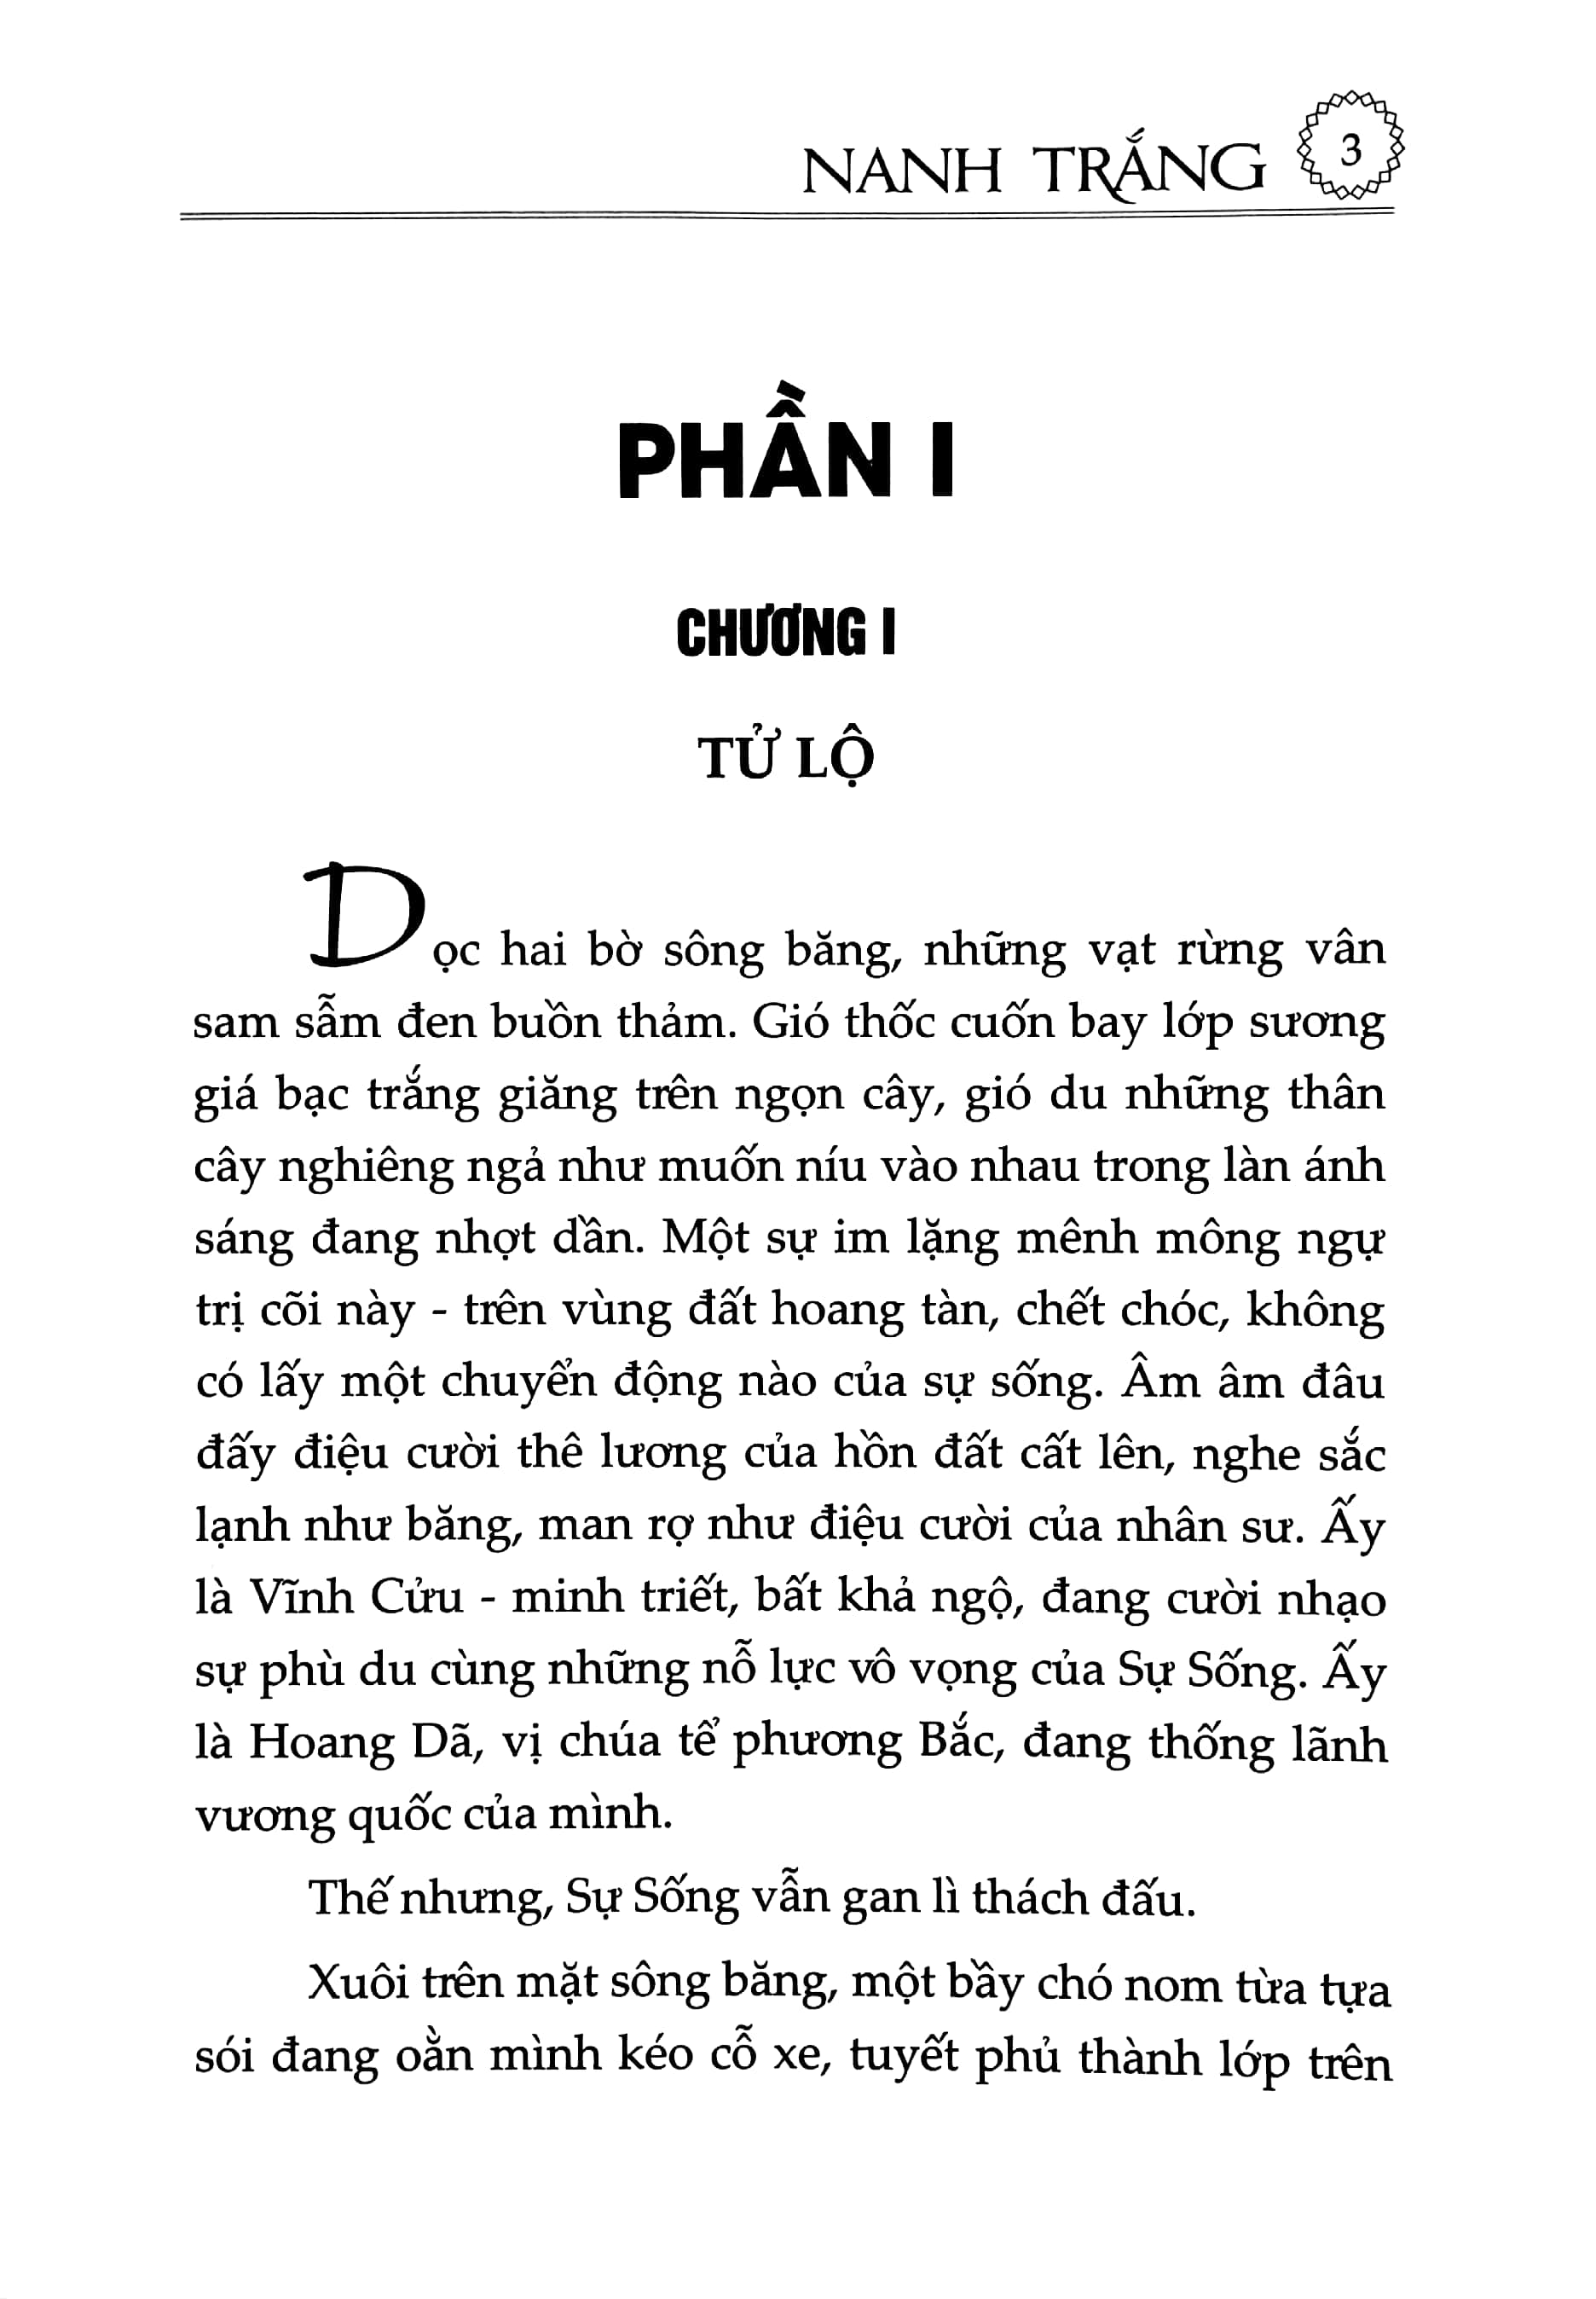 NANH TRẮNG 3
PHẦN I
CHƯƠNG I
TỬ LỘ
Dọc hai bờ sông băng, những vạt rừng vân
sam sẫm đen buồn thảm. Gió thốc cuốn bay lớp sương
giá bạc trắng giăng trên ngọn cây, gió du những thân
cây nghiêng ngả như muốn níu vào nhau trong làn ánh
sáng đang nhợt dần. Một sự im lặng mênh mông ngự
trị cõi này - trên vùng đất hoang tàn, chết chóc, không
có lấy một chuyển động nào của sự sống. Âm âm đâu
đấy điệu cười thê lương của hồn đất cất lên, nghe sắc
lạnh như băng, man rợ như điệu cười của nhân sư. Ấy
là Vĩnh Cửu - minh triết, bất khả ngộ, đang cười nhạo
sự phù du cùng những nỗ lực vô vọng của Sự Sống. Ấy
là Hoang Dã, vị chúa tể phương Bắc, đang thống lãnh
vương quốc của mình.
Thế nhưng, Sự Sống vẫn gan lì thách đấu.
Xuôi trên mặt sông băng, một bầy chó nom từa tựa
sói đang oằn mình kéo cỗ xe, tuyết phủ thành lớp trên